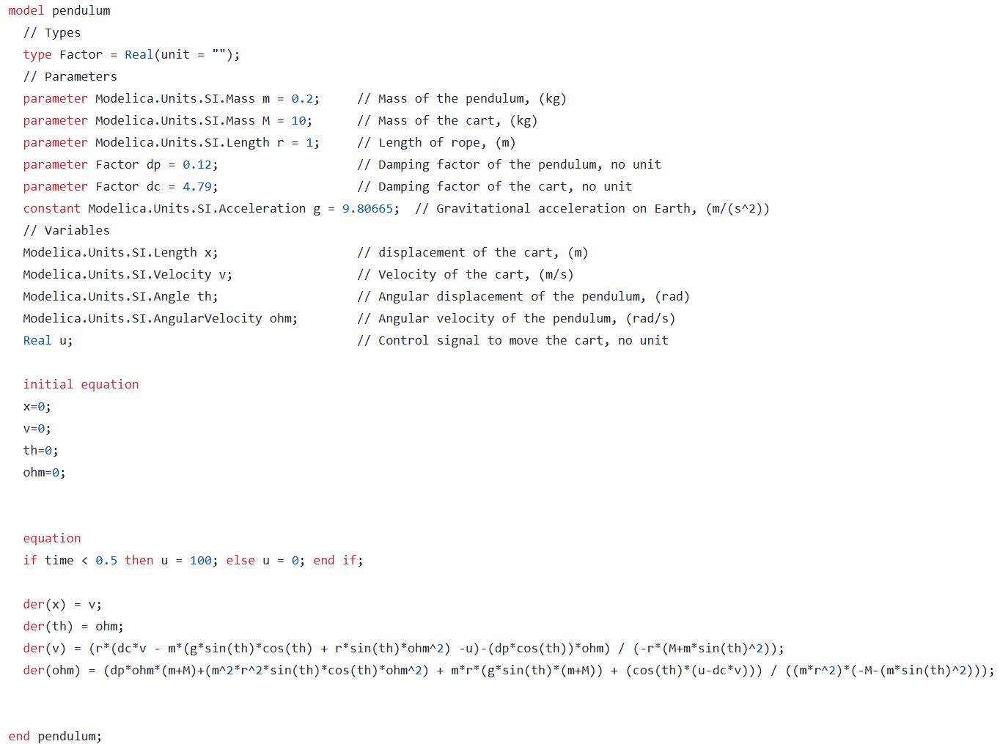 model pendulum
// Types
type Factor = Real(unit = "");
// Parameters
parameter Modelica.Units.SI.Mass m = 0.2; // Mass of the pendulum, (kg)
parameter Modelica.Units.SI.Mass M = 10; // Mass of the cart, (kg)
parameter Modelica.Units.SI.Length r = 1; // Length of rope, (m)
parameter Factor dp = 0.12; // Damping factor of the pendulum, no unit
parameter Factor dc = 4.79; // Damping factor of the cart, no unit
constant Modelica.Units.SI.Acceleration g = 9.80665; // Gravitational acceleration on Earth, (m/(s^2))
// Variables
Modelica.Units.SI.Length x; // displacement of the cart, (m)
Modelica.Units.SI.Velocity v; // Velocity of the cart, (m/s)
Modelica.Units.SI.Angle th; // Angular displacement of the pendulum, (rad)
Modelica.Units.SI.AngularVelocity ohm; // Angular velocity of the pendulum, (rad/s)
Real u; // Control signal to move the cart, no unit
initial equation
x=0;
v=0;
th=0;
ohm=0;
equation
if time < 0.5 then u = 100; else u = 0; end if;
der(x) = v;
der(th) = ohm;
der(v) = (r*(dc*v - m*(g*sin(th)*cos(th) + r*sin(th)*ohm^2) -u)-(dp*cos(th))*ohm) / (-r*(M+m*sin(th)^2));
der(ohm) = (dp*ohm*(m+M)+(m^2*r^2*sin(th)*cos(th)*ohm^2) + m*r*(g*sin(th)*(m+M)) + (cos(th)*(u-dc*v))) / ((m*r^2)*(-M-(m*sin(th)^2)));
end pendulum;